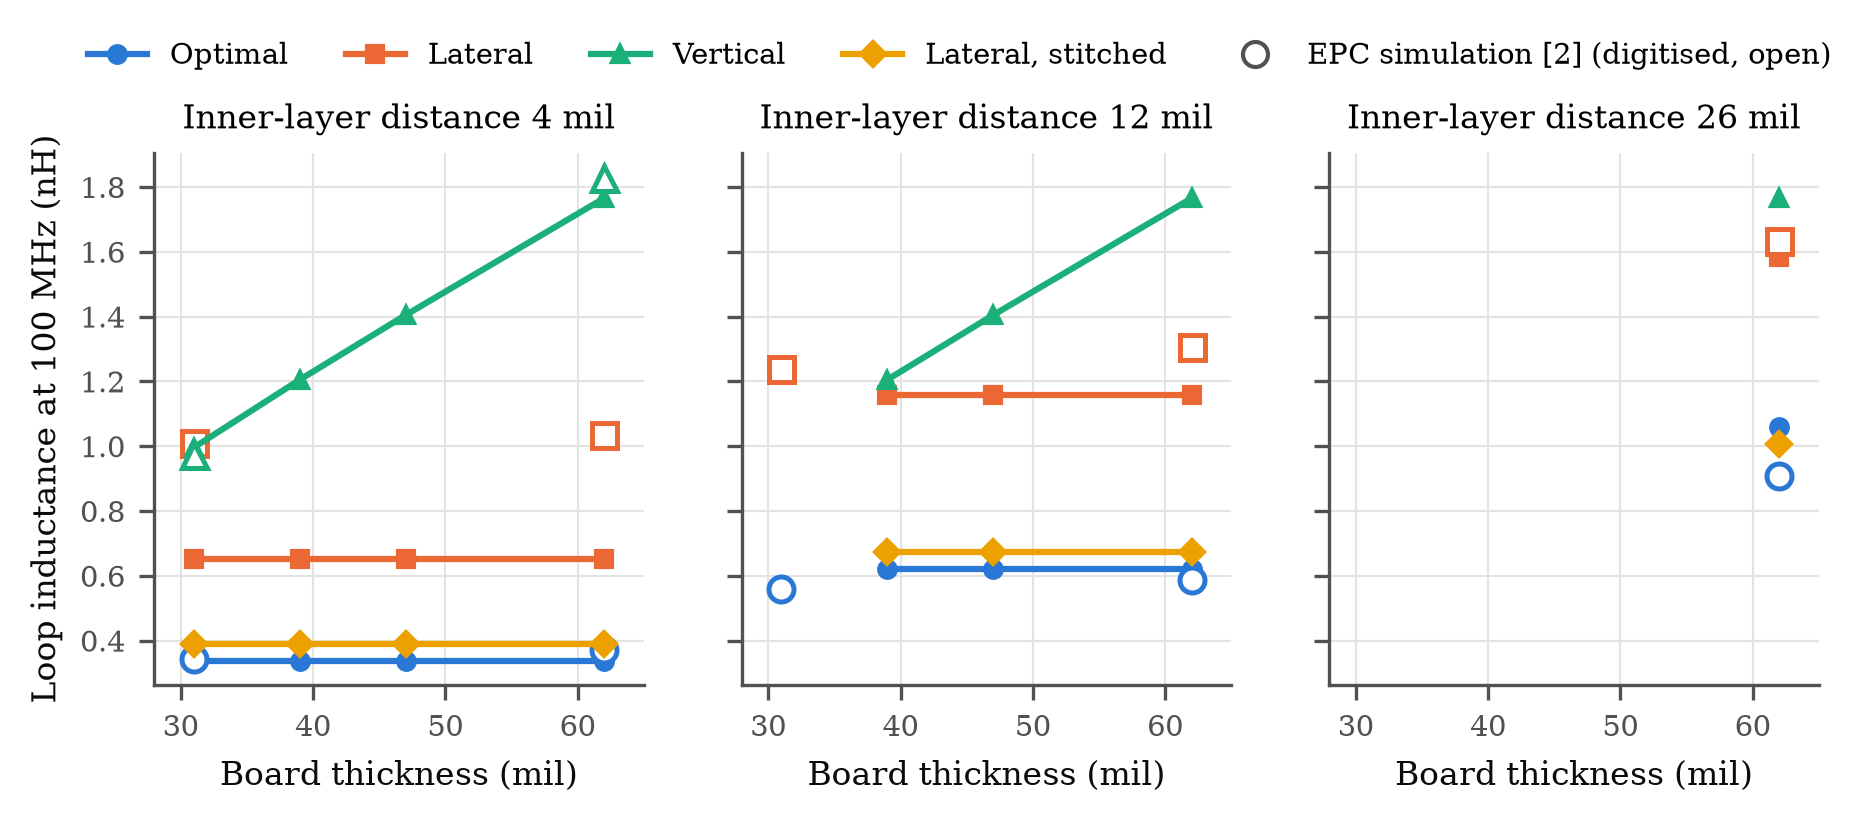 Optimal Lateral Vertical Lateral, stitched EPC simulation [2] (digitised, open)
Inner-layer distance 4 mil Inner-layer distance 12 mil Inner-layer distance 26 mil
Loop inductance at 100 MHz (nH)
1.8
1.6
1.4
1.2
1.0
0.8
0.6
0.4
30 40 50 60 30 40 50 60 30 40 50 60
Board thickness (mil) Board thickness (mil) Board thickness (mil)